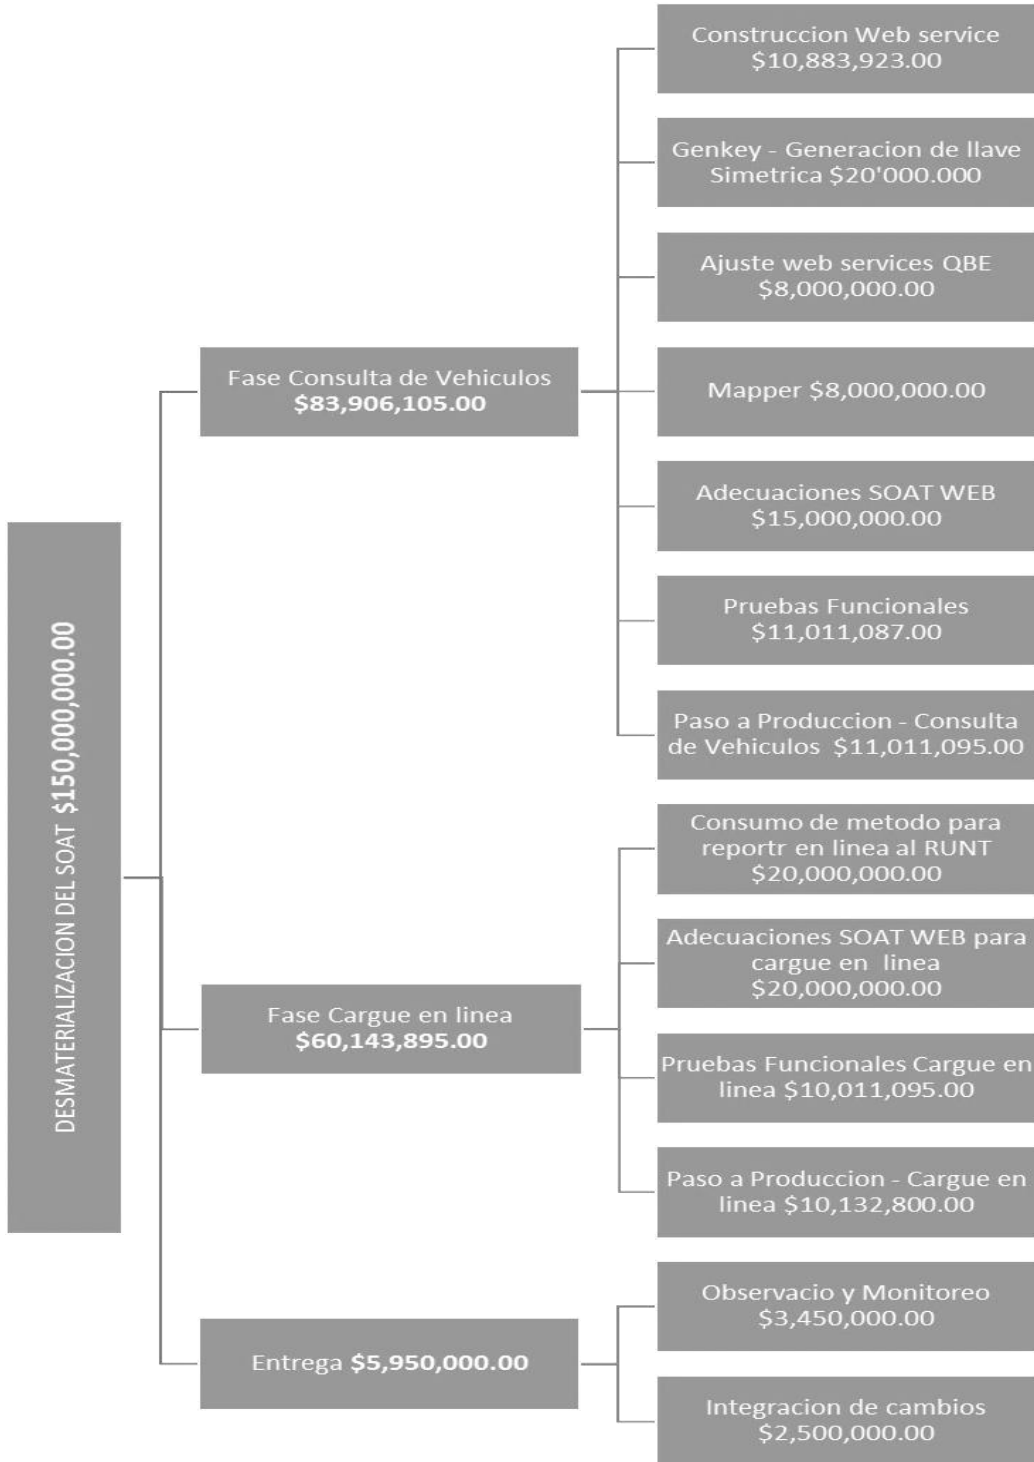 DESMATERIALIZACION DEL SOAT $150,000,000.00
Fase Consulta de Vehiculos
$83,906,105.00
Construccion Web service
$10,883,923.00
Genkey - Generacion de llave
Simetrica $20'000.000
Ajuste web services QBE
$8,000,000.00
Mapper $8,000,000.00
Adecuaciones SOAT WEB
$15,000,000.00
Pruebas Funcionales
$11,011,087.00
Paso a Produccion - Consulta
de Vehiculos $11,011,095.00
Fase Cargue en linea
$60,143,895.00
Consumo de metodo para
reportr en linea al RUNT
$20,000,000.00
Adecuaciones SOAT WEB para
cargue en linea
$20,000,000.00
Pruebas Funcionales Cargue en
linea $10,011,095.00
Paso a Produccion - Cargue en
linea $10,132,800.00
Entrega $5,950,000.00
Observacio y Monitoreo
$3,450,000.00
Integracion de cambios
$2,500,000.00